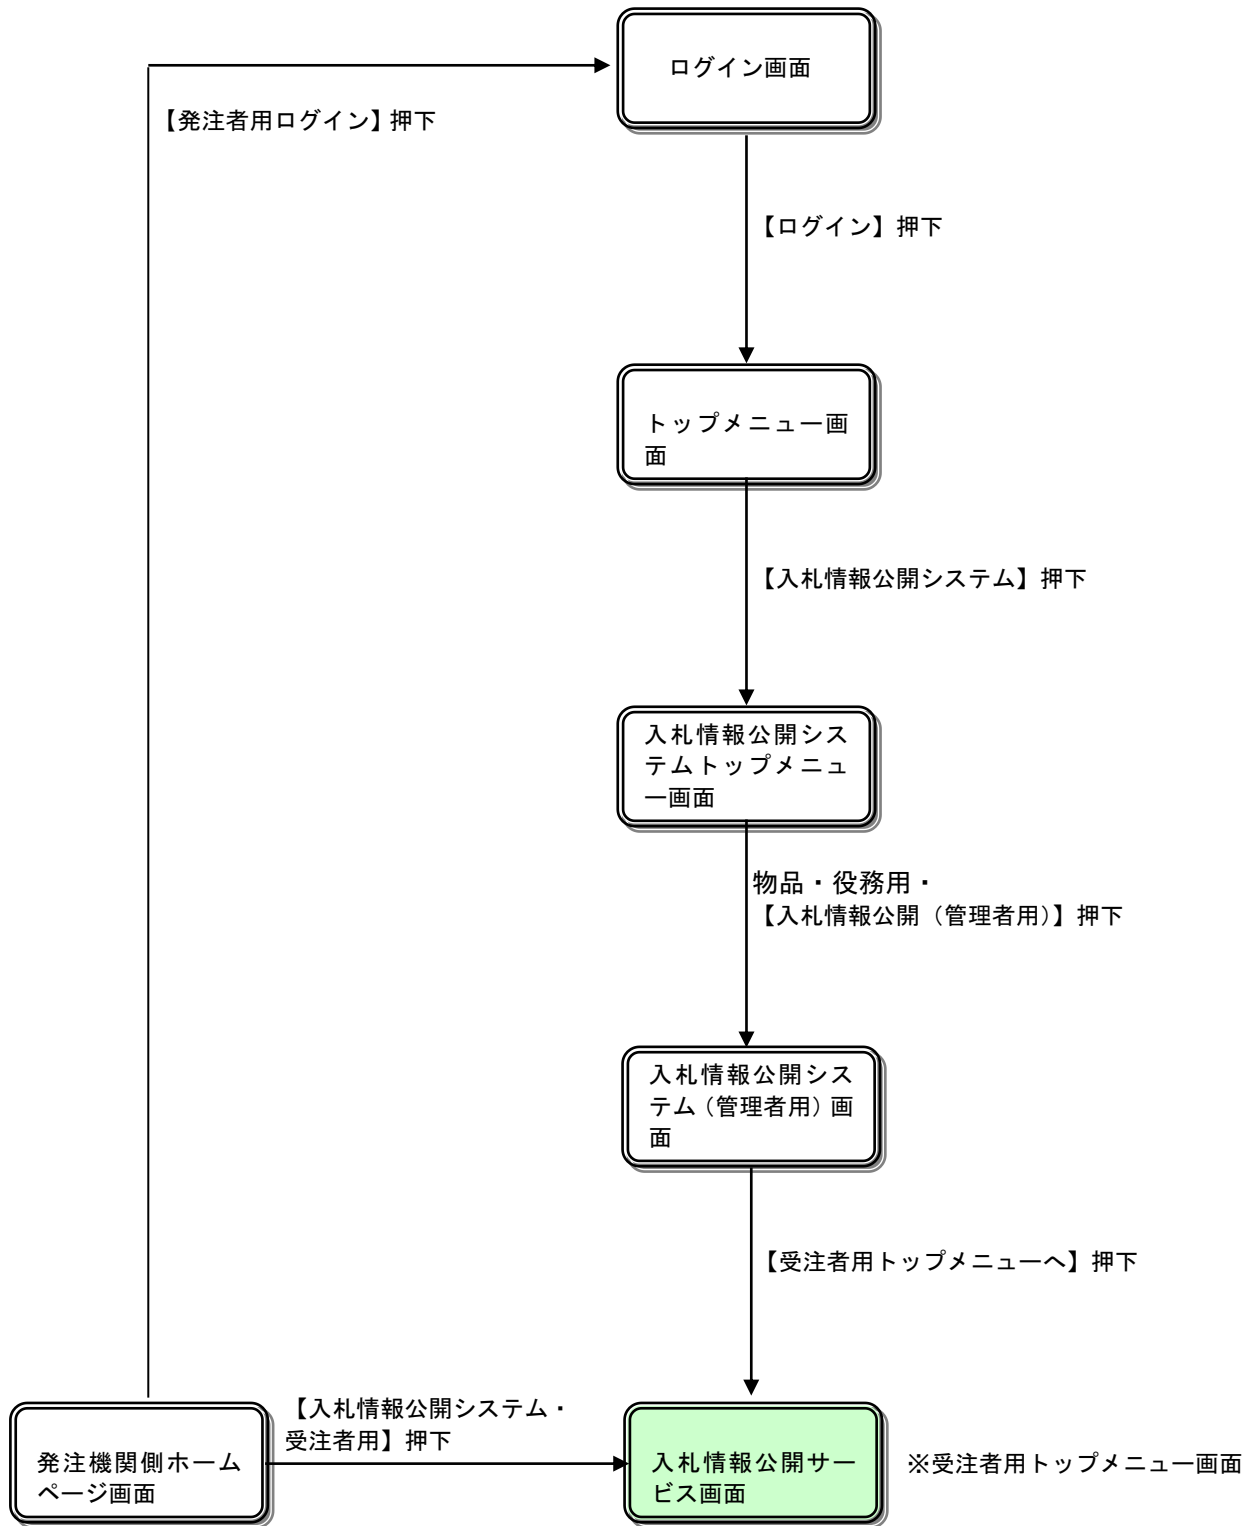 ログイン画面
【発注者用ログイン】押下
【ログイン】押下
トップメニュー画
面
【入札情報公開システム】押下
入札情報公開シス
テムトップメニュ
ー画面
物品・役務用・
【入札情報公開（管理者用）】押下
入札情報公開シス
テム（管理者用）画
面
【受注者用トップメニューへ】押下
【入札情報公開システム・
受注者用】押下
発注機関側ホーム
ページ画面
入札情報公開サー
ビス画面
※受注者用トップメニュー画面